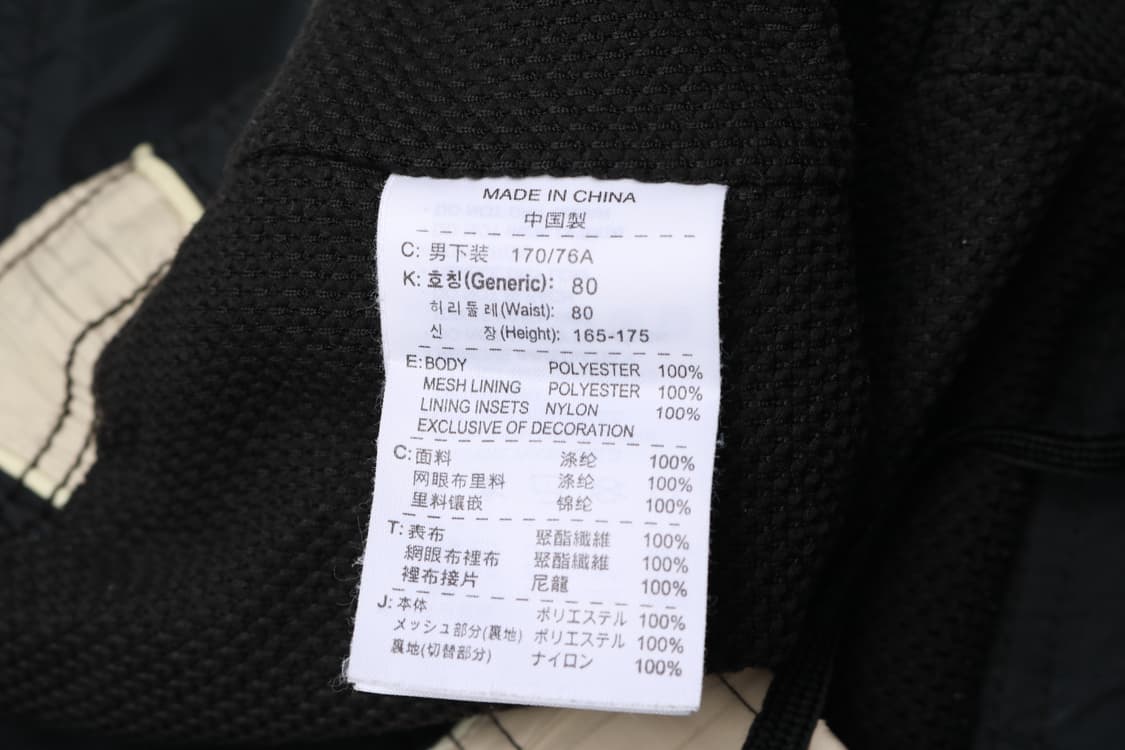 MADE IN CHINA
中国製
C: 男下装 170/76A
K: 호칭(Generic): 80
허리둘레(Waist): 80
신 장(Height): 165-175
E: BODY POLYESTER 100%
MESH LINING POLYESTER 100%
LINING INSETS NYLON 100%
EXCLUSIVE OF DECORATION
C: 面料 涤纶 100%
网眼布里料 涤纶 100%
里料镶嵌 锦纶 100%
T: 表布 聚酯纖維 100%
網眼布裡布 聚酯纖維 100%
裡布接片 尼龍 100%
J: 本体 ポリエステル 100%
メッシュ部分(裏地) ポリエステル 100%
裏地(切替部分) ナイロン 100%